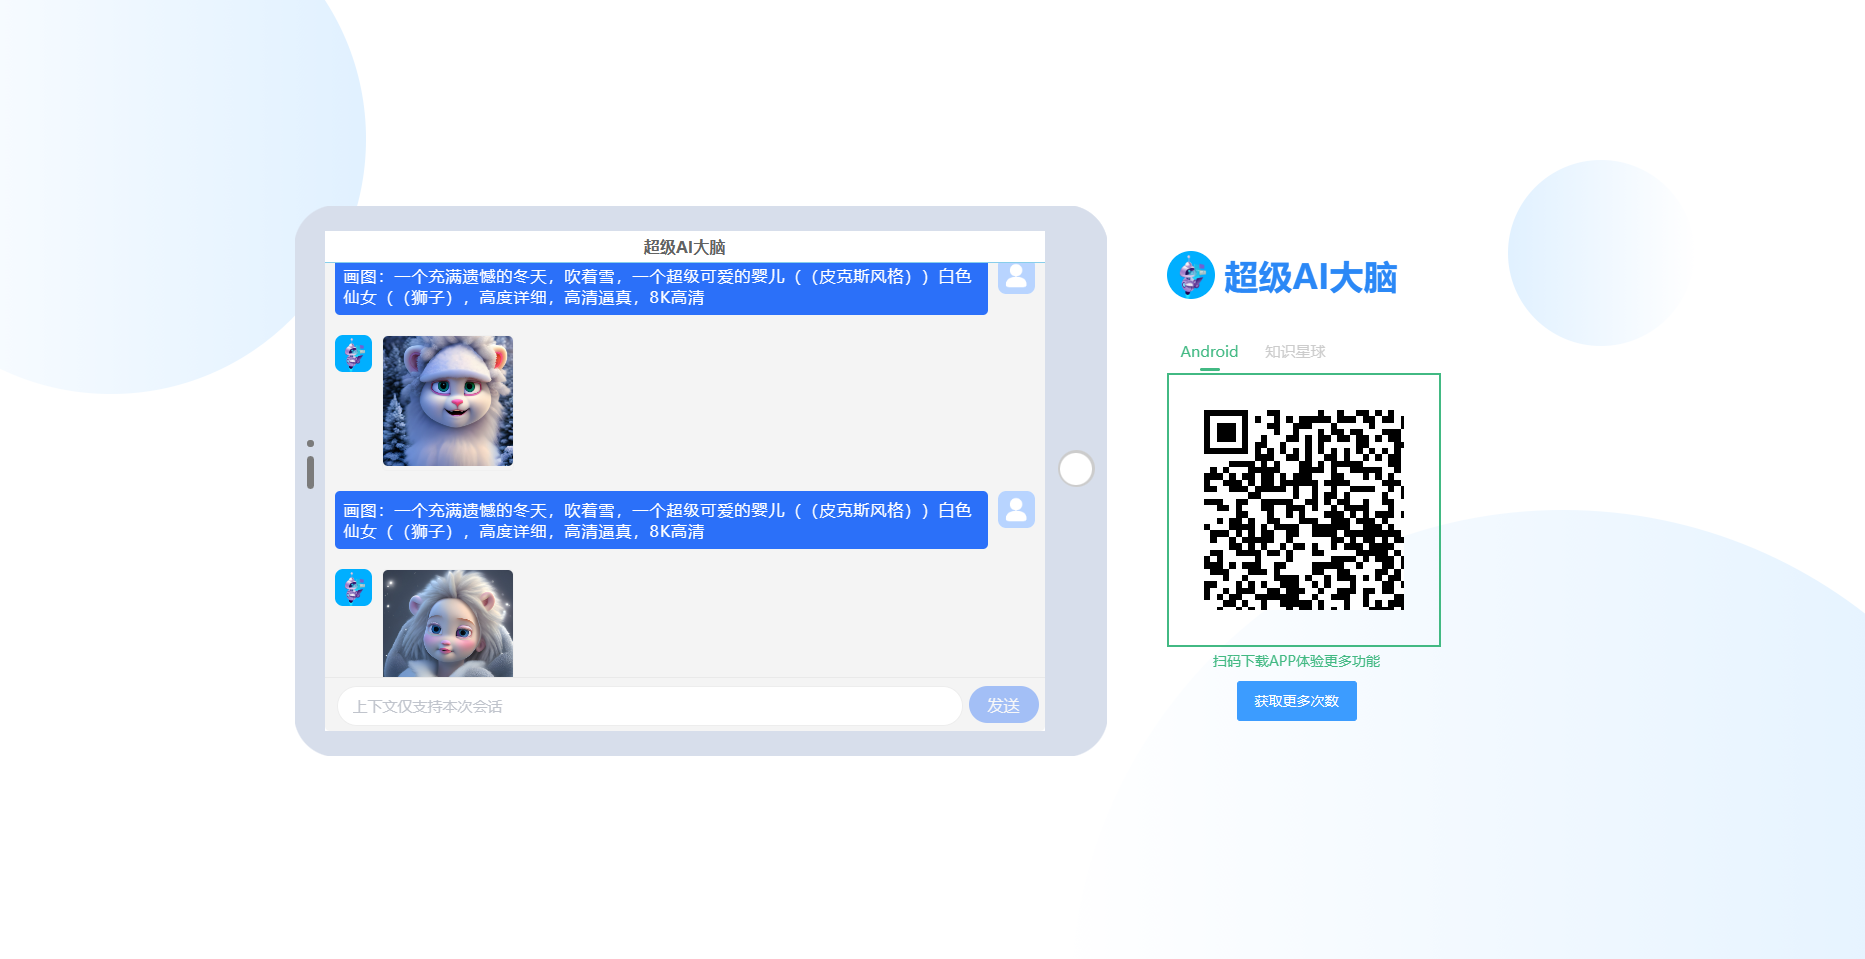 超级AI大脑
画图：一个充满遗憾的冬天，吹着雪，一个超级可爱的婴儿（（皮克斯风格））白色
仙女（（狮子），高度详细，高清逼真，8K高清
画图：一个充满遗憾的冬天，吹着雪，一个超级可爱的婴儿（（皮克斯风格））白色
仙女（（狮子），高度详细，高清逼真，8K高清
上下文仅支持本次会话
发送
超级AI大脑
Android 知识星球
扫码下载APP体验更多功能
获取更多次数